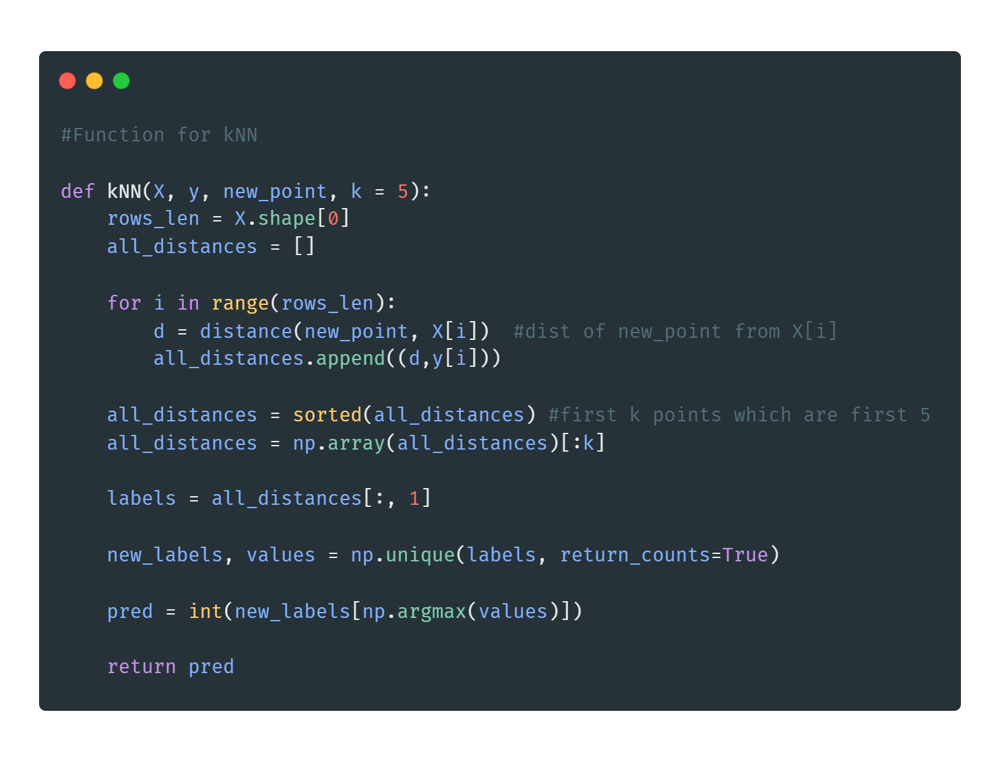 #Function for kNN
def kNN(X, y, new_point, k = 5):
    rows_len = X.shape[0]
    all_distances = []
    for i in range(rows_len):
        d = distance(new_point, X[i])  #dist of new_point from X[i]
        all_distances.append((d,y[i]))
    all_distances = sorted(all_distances) #first k points which are first 5
    all_distances = np.array(all_distances)[:k]
    labels = all_distances[:, 1]
    new_labels, values = np.unique(labels, return_counts=True)
    pred = int(new_labels[np.argmax(values)])
    return pred